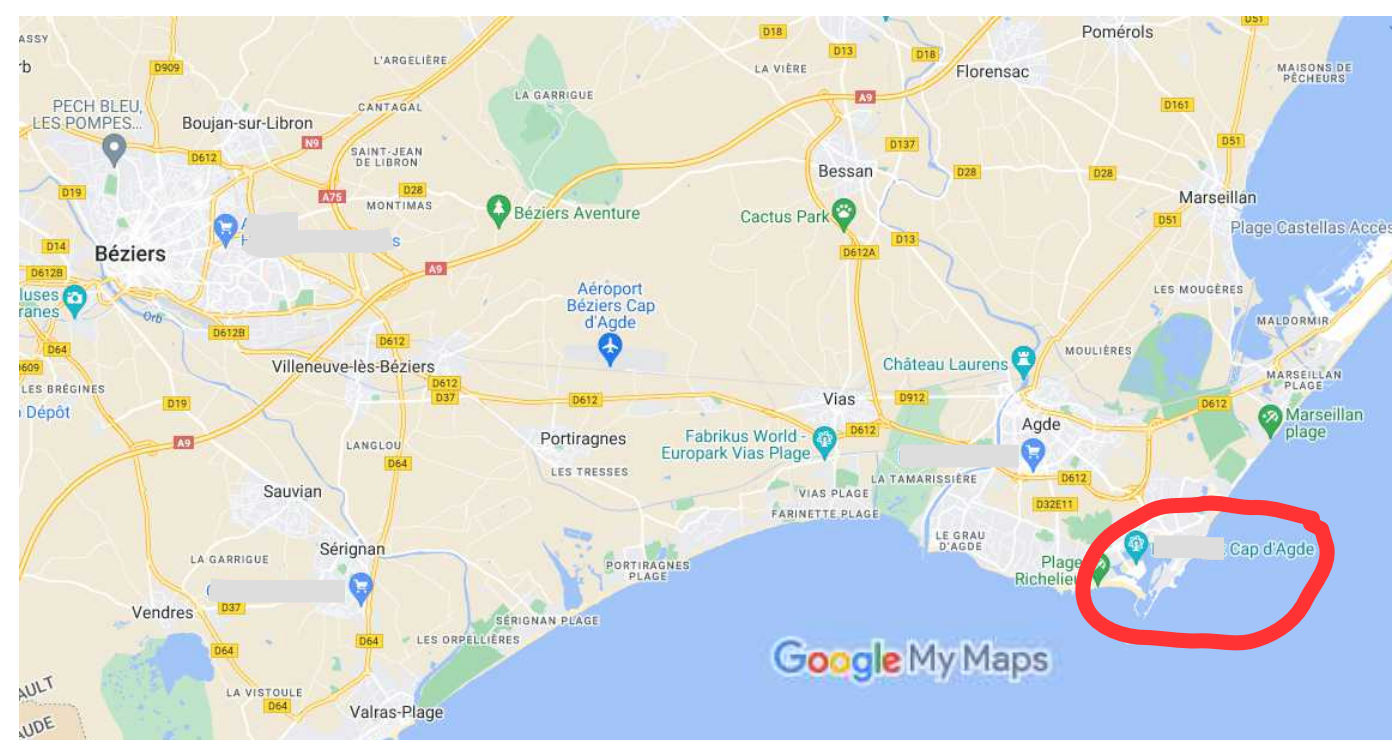 D51
ASSY
D18
Pomérols
rb
D909
L'ARGELIÈRE
D13
D18
LA VIÈRE
Florensac
MAISONS DE
PÊCHEURS
PECH BLEU,
LES POMPES...
CANTAGAL
LA GARRIGUE
A9
D161
Boujan-sur-Libron
N9
SAINT-JEAN
DE LIBRON
D137
D51
D612
Bessan
D28
D28
D19
A75
D28
MONTIMAS
Marseillan
Béziers Aventure
Cactus Park
D51
Plage Castellas Accès
D14
Béziers
D13
D612A
D612B
A9
luses
ranes
Aéroport
Béziers Cap
d'Agde
LES MOUGÈRES
Orb
D612B
D612
MALDORMIR
D64
609
Villeneuve-lès-Béziers
Château Laurens
MOULIÈRES
LES BRÉGINES
D612
D37
D612
Vias
D912
MARSEILLAN
PLAGE
Dépôt
D19
D612
Marseillan
plage
A9
LANGLOU
Portiragnes
Fabrikus World -
Europark Vias Plage
D612
Agde
D64
LES TRESSES
LA TAMARISSIÈRE
D612
Sauvian
VIAS PLAGE
FARINETTE PLAGE
D32E11
LE GRAU
D'AGDE
Sérignan
LA GARRIGUE
PORTIRAGNES
PLAGE
Plage
Richelieu
Cap d'Agde
Vendres
D37
SÉRIGNAN PLAGE
D64
D64
LES ORPELLIÈRES
Google My Maps
AULT
AUDE
LA VISTOULE
D64
Valras-Plage